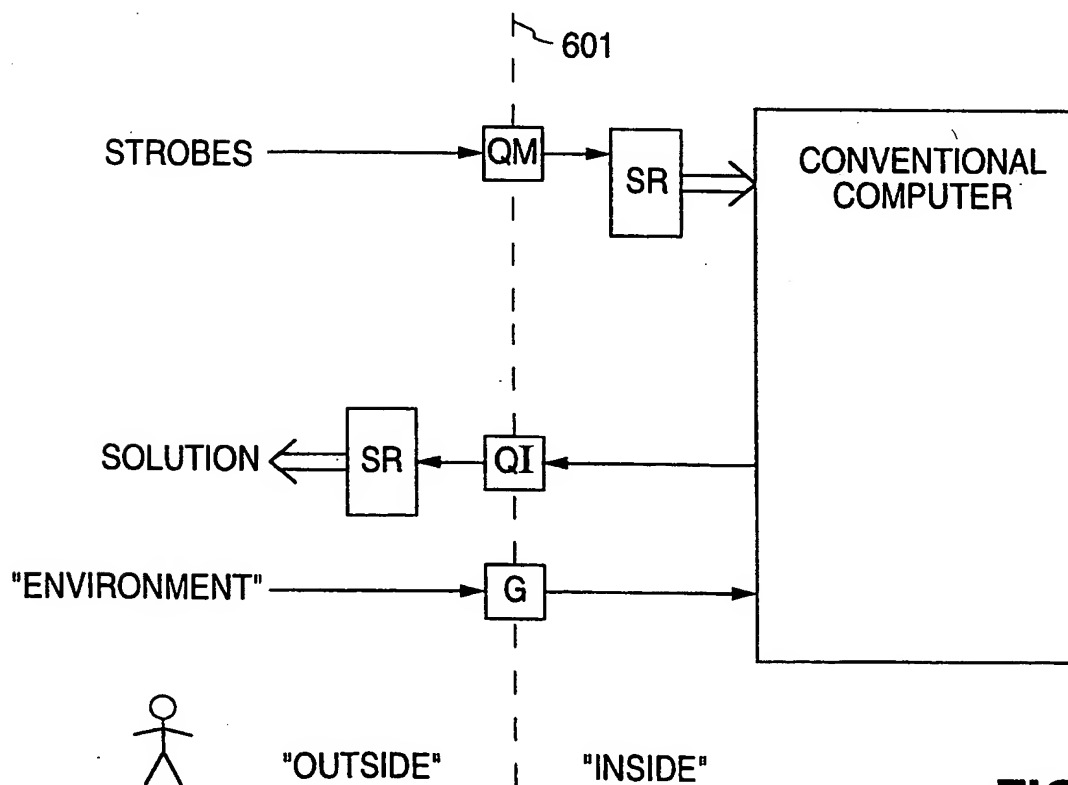 601
STROBES
QM
SR
CONVENTIONAL
COMPUTER
SOLUTION
SR
QI
"ENVIRONMENT"
G
"OUTSIDE"
"INSIDE"